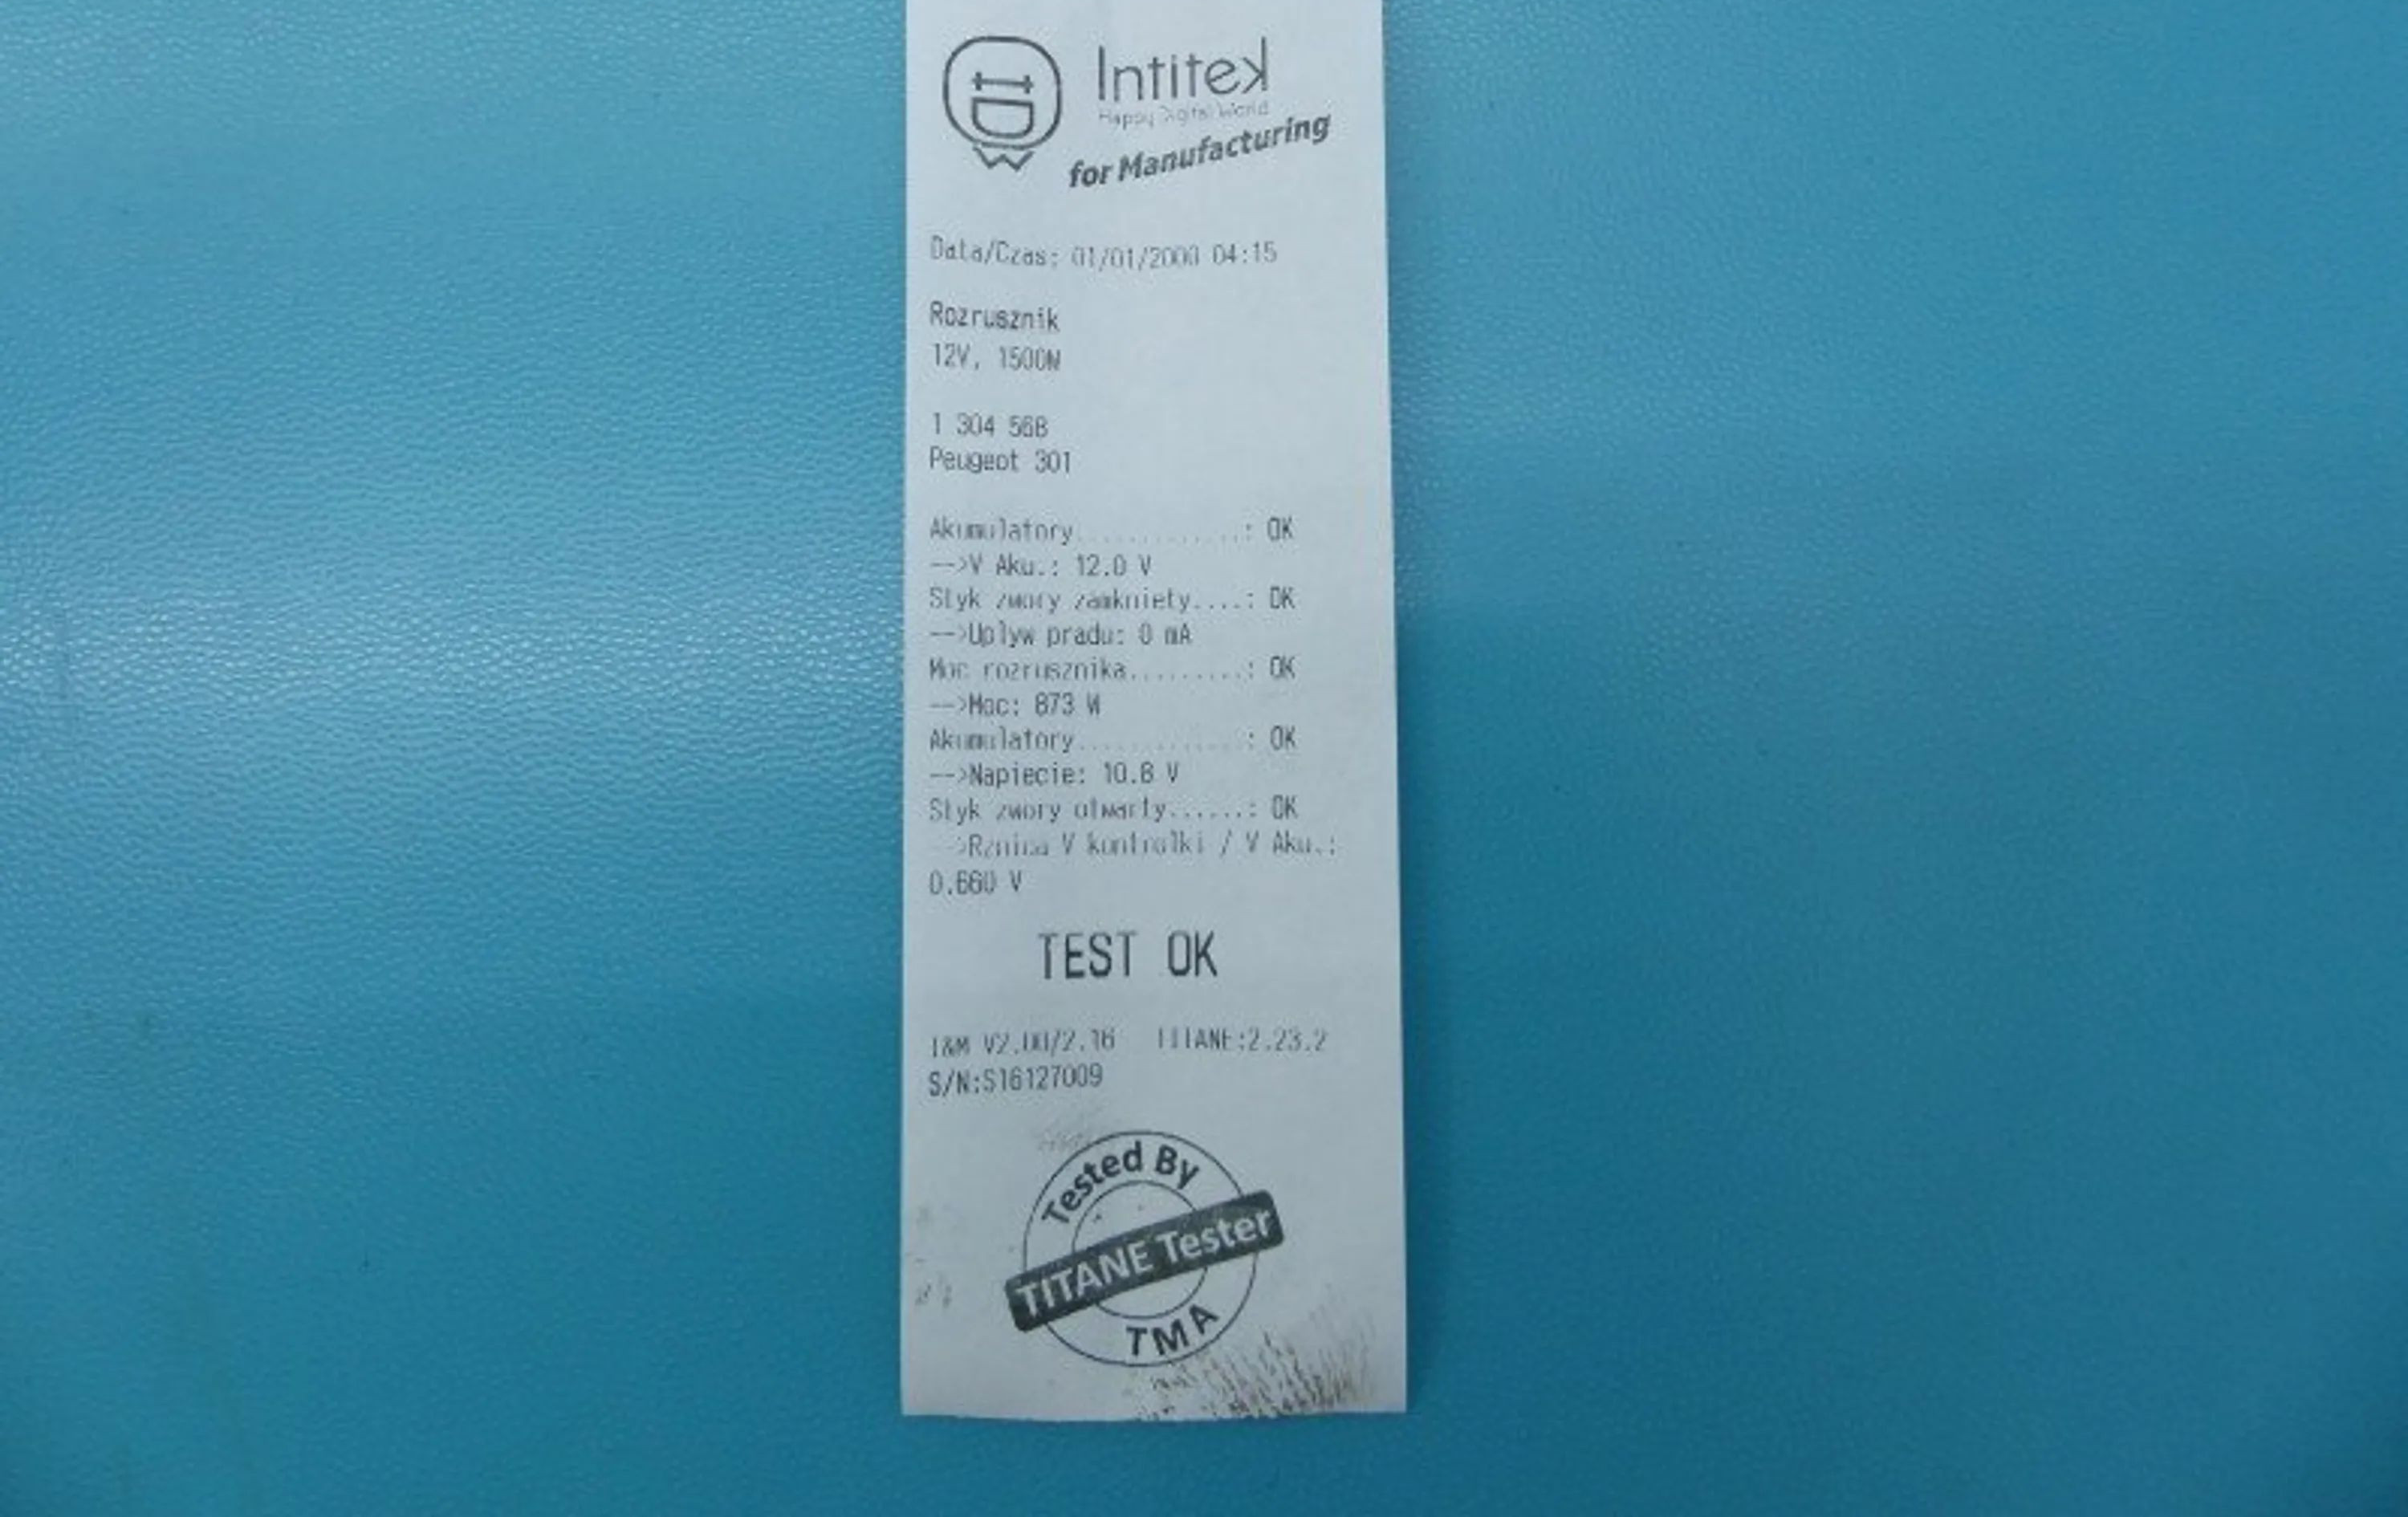 Intitek
Happy Digital World
for Manufacturing
Data/Czas: 01/01/2000 04:15
Rozrusznik
12V, 1500W
1 304 568
Peugeot 301
Akumulatory.............: OK
-->V Aku.: 12.0 V
Styk zwory zamkniety....: OK
-->Uplyw pradu: 0 mA
Moc rozrusznika.........: OK
-->Moc: 873 W
Akumulatory.............: OK
-->Napiecie: 10.8 V
Styk zwory otwarty......: OK
-->Rznica V kontrolki / V Aku.:
0.660 V
TEST OK
I&M V2.00/2.16 TITANE:2.23.2
S/N:S16127009
Tested By
TITANE Tester
TMA